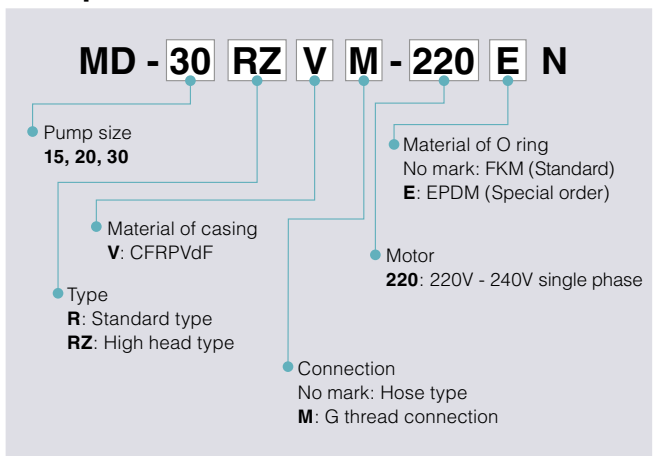 MD - 30 RZ V M - 220 E N
Pump size
15, 20, 30
Material of O ring
No mark: FKM (Standard)
E: EPDM (Special order)
Material of casing
V: CFRPVdF
Motor
220: 220V - 240V single phase
Type
R: Standard type
RZ: High head type
Connection
No mark: Hose type
M: G thread connection